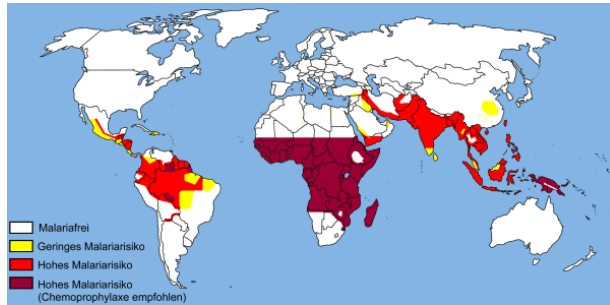 Malariafrei
Geringes Malariarisiko
Hohes Malariarisiko
Hohes Malariarisiko
(Chemoprophylaxe empfohlen)